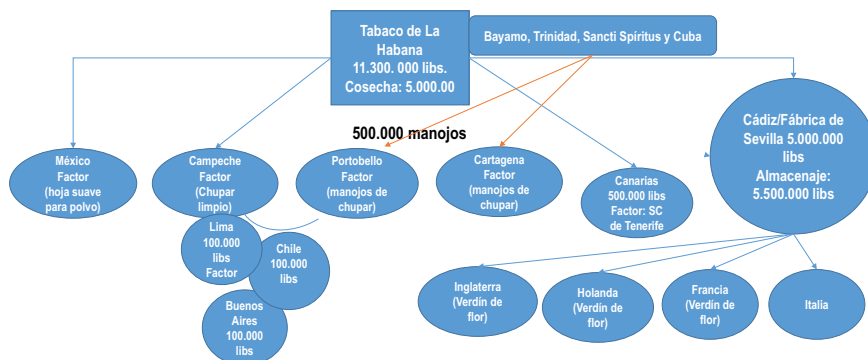 Tabaco de La
Habana
11.300. 000 libs.
Cosecha: 5.000.00
Bayamo, Trinidad, Sancti Spíritus y Cuba
500.000 manojos
México
Factor
(hoja suave
para polvo)
Campeche
Factor
(Chupar
limpio)
Portobello
Factor
(manojos de
chupar)
Cartagena
Factor
(manojos de
chupar)
Canarias
500.000 libs
Factor: SC
de Tenerife
Cádiz/Fábrica de
Sevilla 5.000.000
libs
Almacenaje:
5.500.000 libs
Lima
100.000
libs
Factor
Chile
100.000
libs
Buenos
Aires
100.000
libs
Inglaterra
(Verdín de
flor)
Holanda
(Verdín de
flor)
Francia
(Verdín de
flor)
Italia